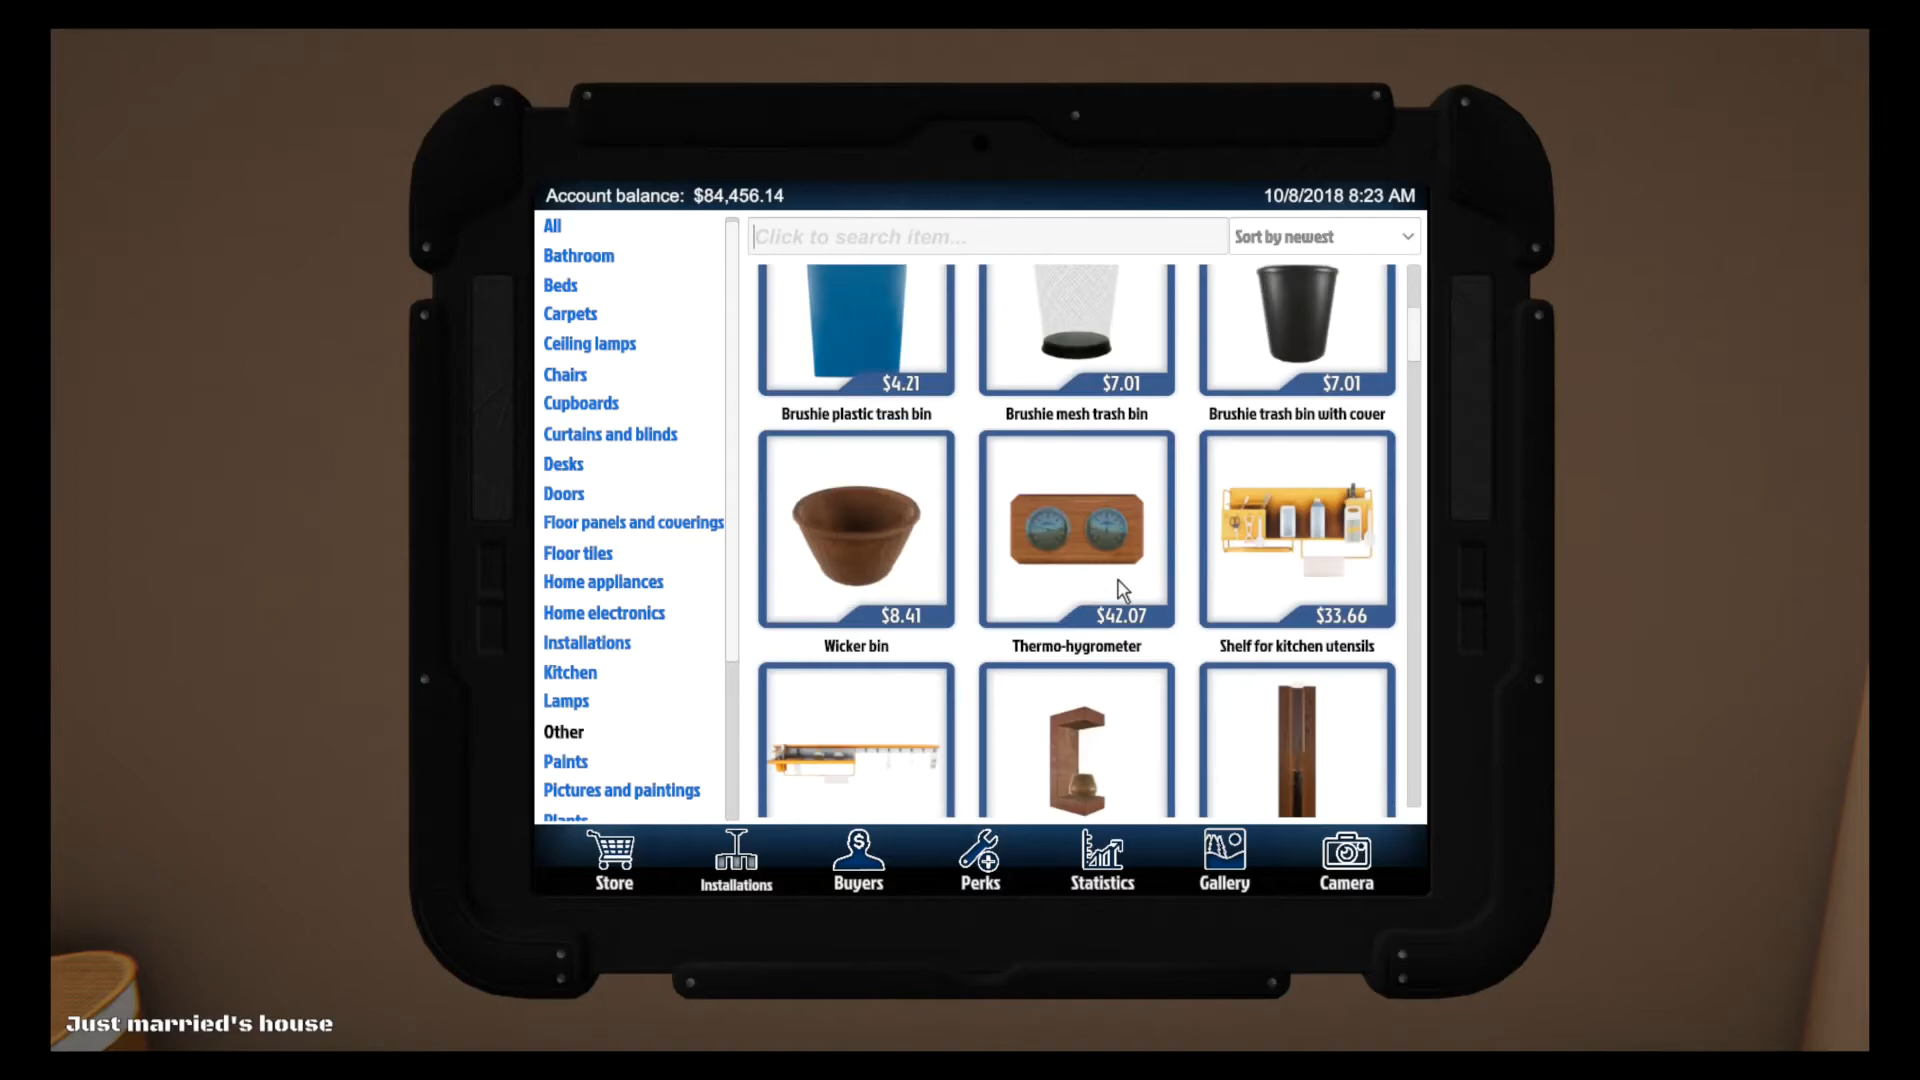 Account balance: $84,456.14
10/8/2018 8:23 AM
All
Bathroom
Beds
Carpets
Ceiling lamps
Chairs
Cupboards
Curtains and blinds
Desks
Doors
Floor panels and coverings
Floor tiles
Home appliances
Home electronics
Installations
Kitchen
Lamps
Other
Paints
Pictures and paintings
Plants
Click to search item...
Sort by newest
$4.21
$7.01
$7.01
Brushie plastic trash bin
Brushie mesh trash bin
Brushie trash bin with cover
$8.41
$42.07
$33.66
Wicker bin
Thermo-hygrometer
Shelf for kitchen utensils
Store
Installations
Buyers
Perks
Statistics
Gallery
Camera
Just married's house